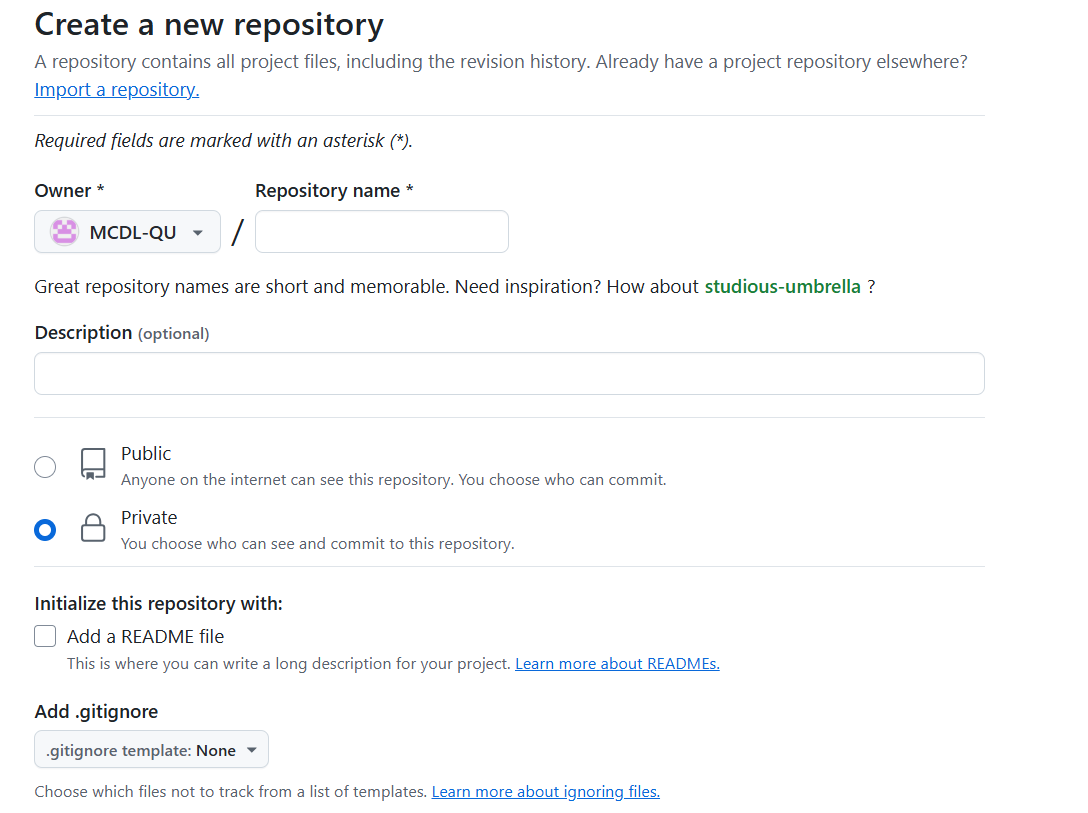 Create a new repository
A repository contains all project files, including the revision history. Already have a project repository elsewhere?
Import a repository.
Required fields are marked with an asterisk (*).
Owner *
Repository name *
MCDL-QU
/
Great repository names are short and memorable. Need inspiration? How about studious-umbrella ?
Description (optional)
Public
Anyone on the internet can see this repository. You choose who can commit.
Private
You choose who can see and commit to this repository.
Initialize this repository with:
Add a README file
This is where you can write a long description for your project. Learn more about READMEs.
Add .gitignore
.gitignore template: None
Choose which files not to track from a list of templates. Learn more about ignoring files.